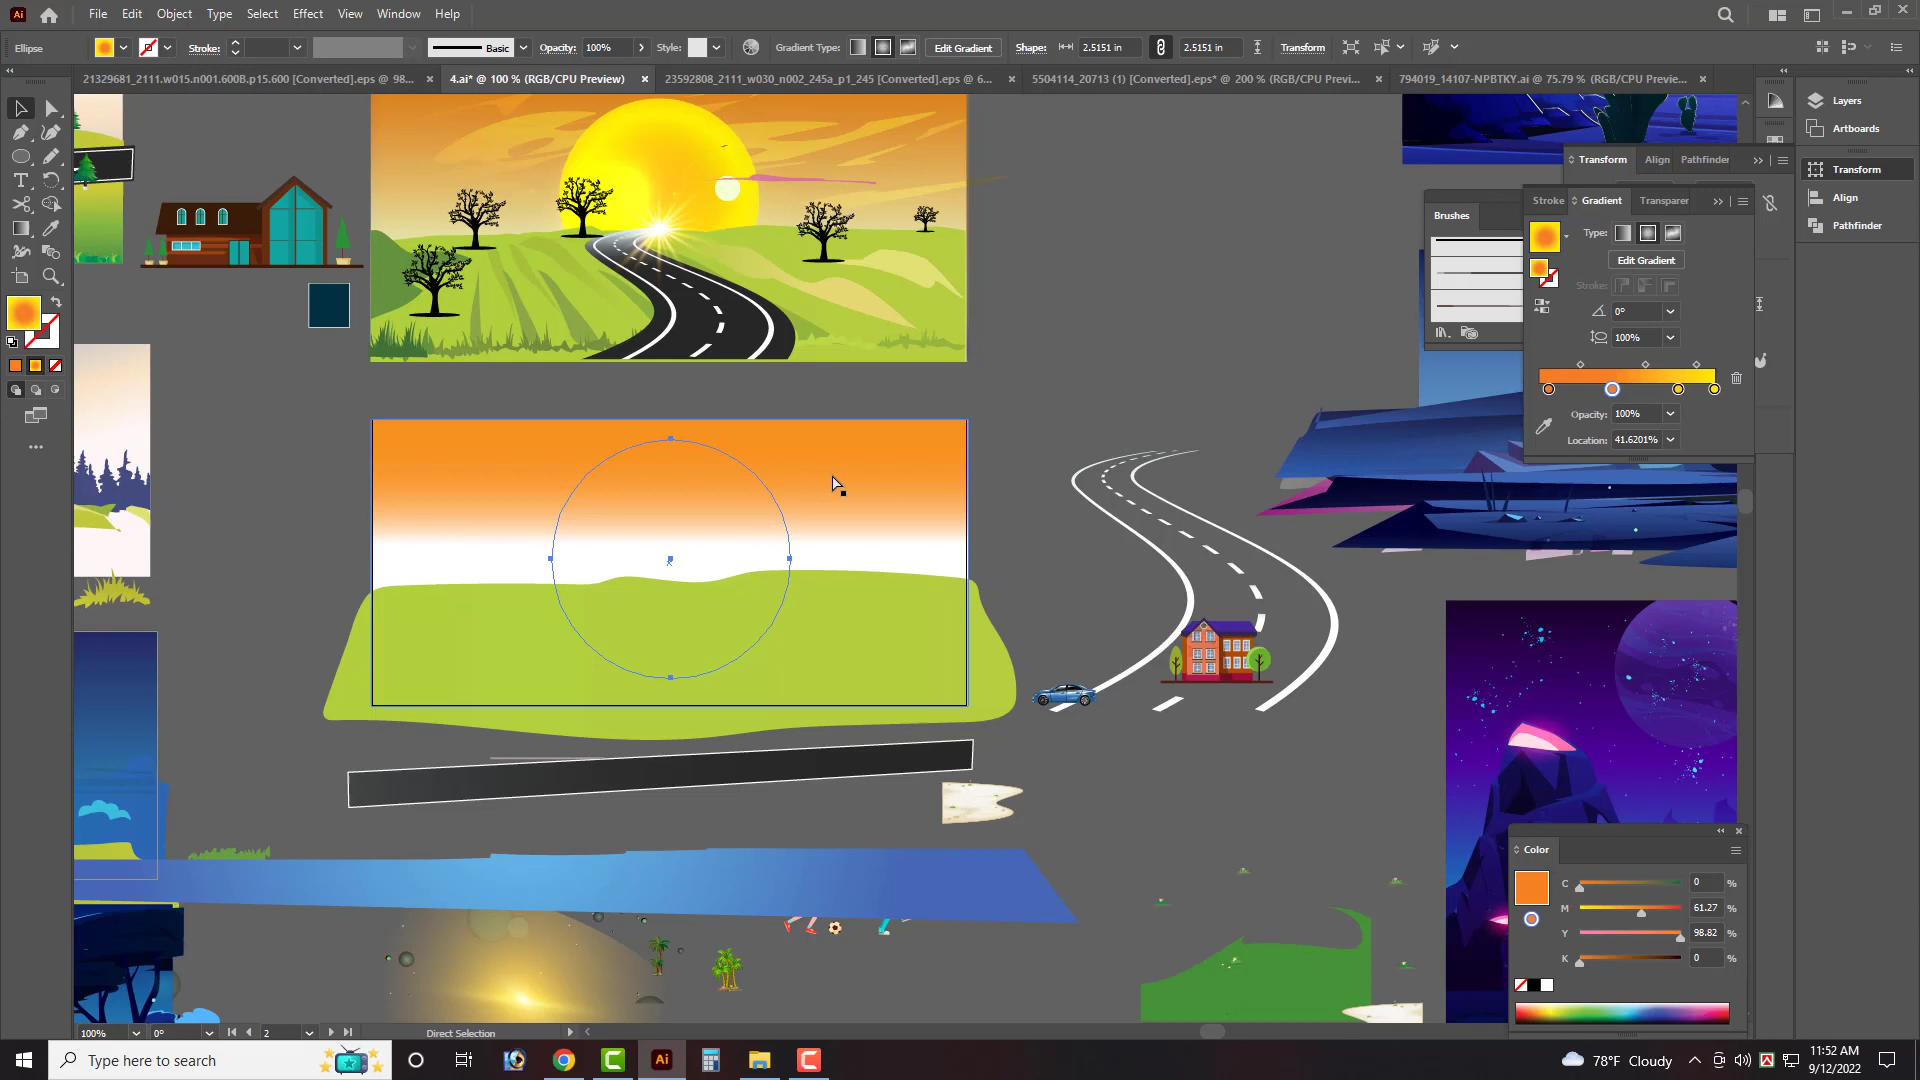 Ai File Edit Object Type Select Effect View Window Help
Ellipse Stroke: Basic Opacity: 100% Style: Gradient Type: Edit Gradient Shape: 2.5151 in 2.5151 in Transform
21329681_2111.w015.n001.600B.p15.600 [Converted].eps @ 98... × 4.ai* @ 100 % (RGB/CPU Preview) × 23592808_2111_w030_n002_245a_p1_245 [Converted].eps @ 6... × 5504114_20713 (1) [Converted].eps* @ 200 % (RGB/CPU Previ... × 794019_14107-NPBTKY.ai @ 75.79 % (RGB/CPU Previe... ×
Layers
Artboards
Transform
Align
Pathfinder
Transform Align Pathfinder
Stroke Gradient Transparer
Brushes
Type:
Edit Gradient
Stroke:
0°
100%
Opacity: 100%
Location: 41.6201%
Color
C 0 %
M 61.27 %
Y 98.82 %
K 0 %
100% 0° 2 Direct Selection
Type here to search
Ai
78°F Cloudy
11:52 AM
9/12/2022